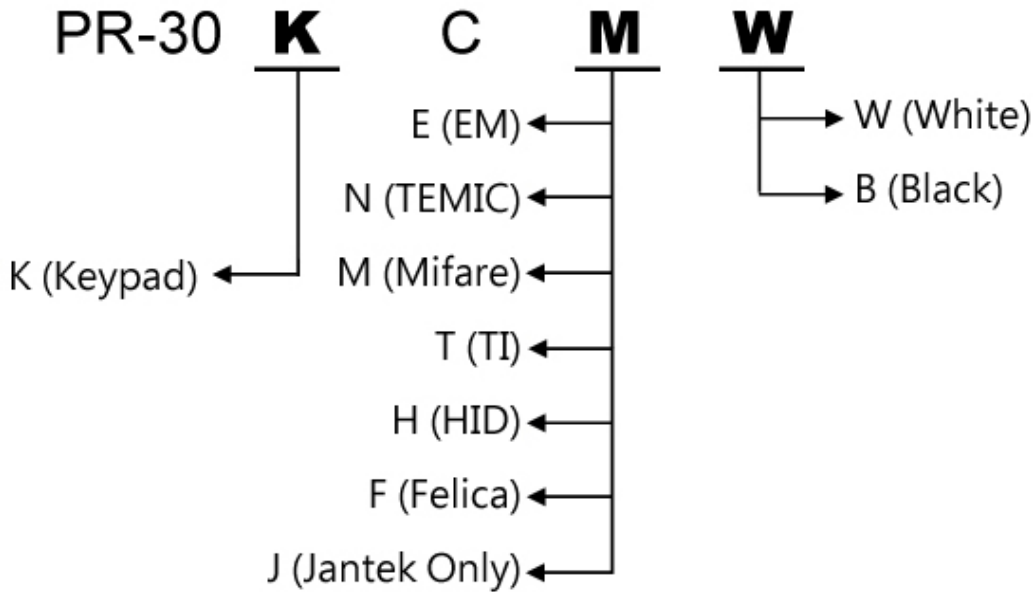 PR-30 K C M W
E (EM)
W (White)
N (TEMIC)
B (Black)
K (Keypad)
M (Mifare)
T (TI)
H (HID)
F (Felica)
J (Jantek Only)